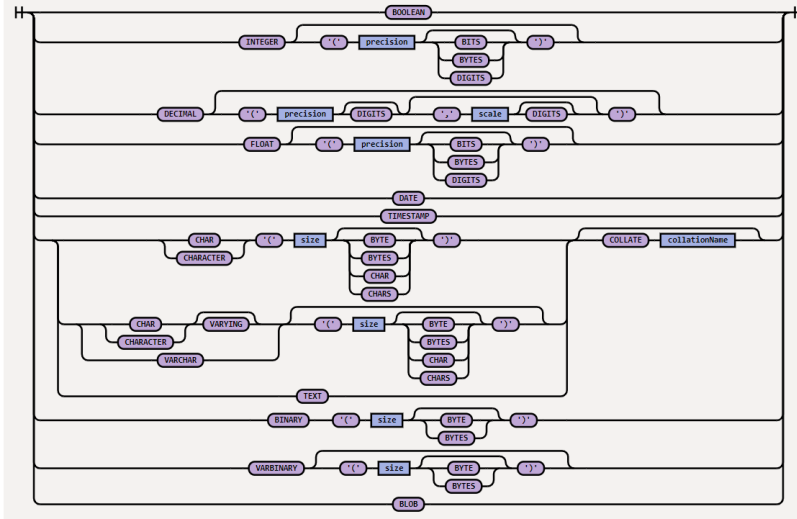 BOOLEAN
INTEGER '(' precision BITS ')'
BYTES
DIGITS
DECIMAL '(' precision DIGITS ',' scale DIGITS ')'
FLOAT '(' precision BITS ')'
BYTES
DIGITS
DATE
TIMESTAMP
CHAR '(' size BYTE ')' COLLATE collationName
CHARACTER BYTES
CHAR
CHARS
CHAR VARYING '(' size BYTE ')'
CHARACTER BYTES
VARCHAR CHAR
CHARS
TEXT
BINARY '(' size BYTE ')'
BYTES
VARBINARY '(' size BYTE ')'
BYTES
BLOB